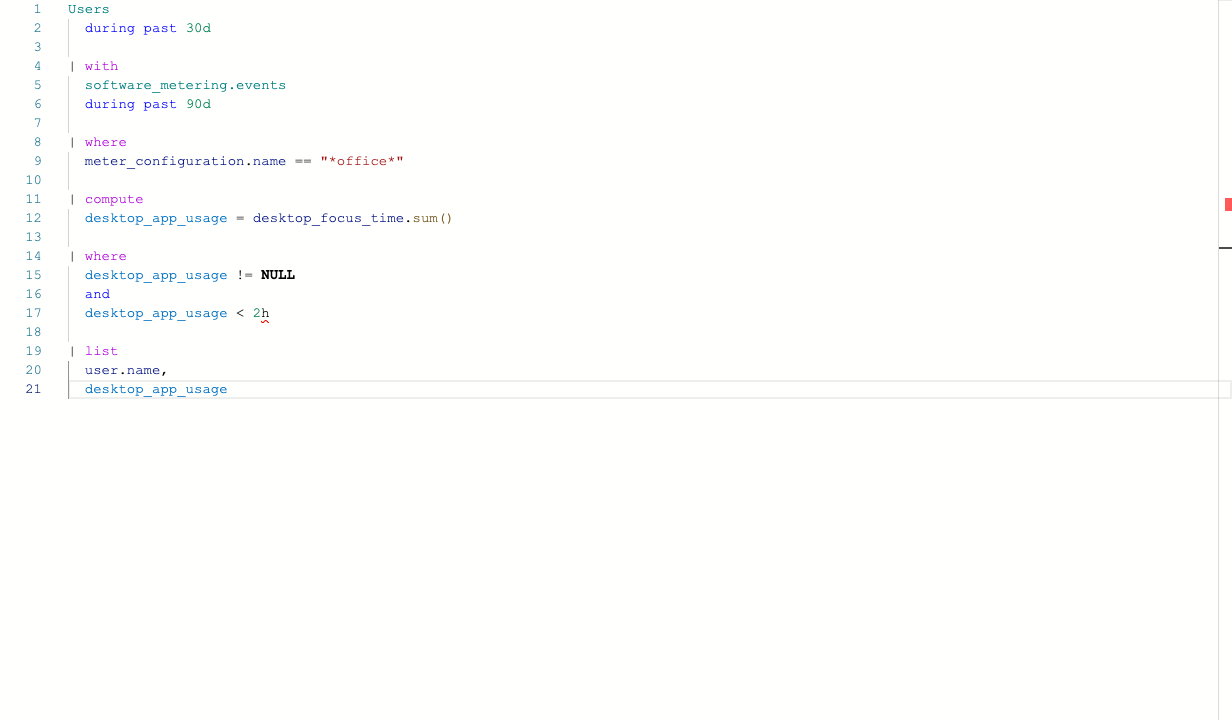 1 Users
2 during past 30d
3
4 | with
5 software_metering.events
6 during past 90d
7
8 | where
9 meter_configuration.name == "*office*"
10
11 | compute
12 desktop_app_usage = desktop_focus_time.sum()
13
14 | where
15 desktop_app_usage != NULL
16 and
17 desktop_app_usage < 2h
18
19 | list
20 user.name,
21 desktop_app_usage